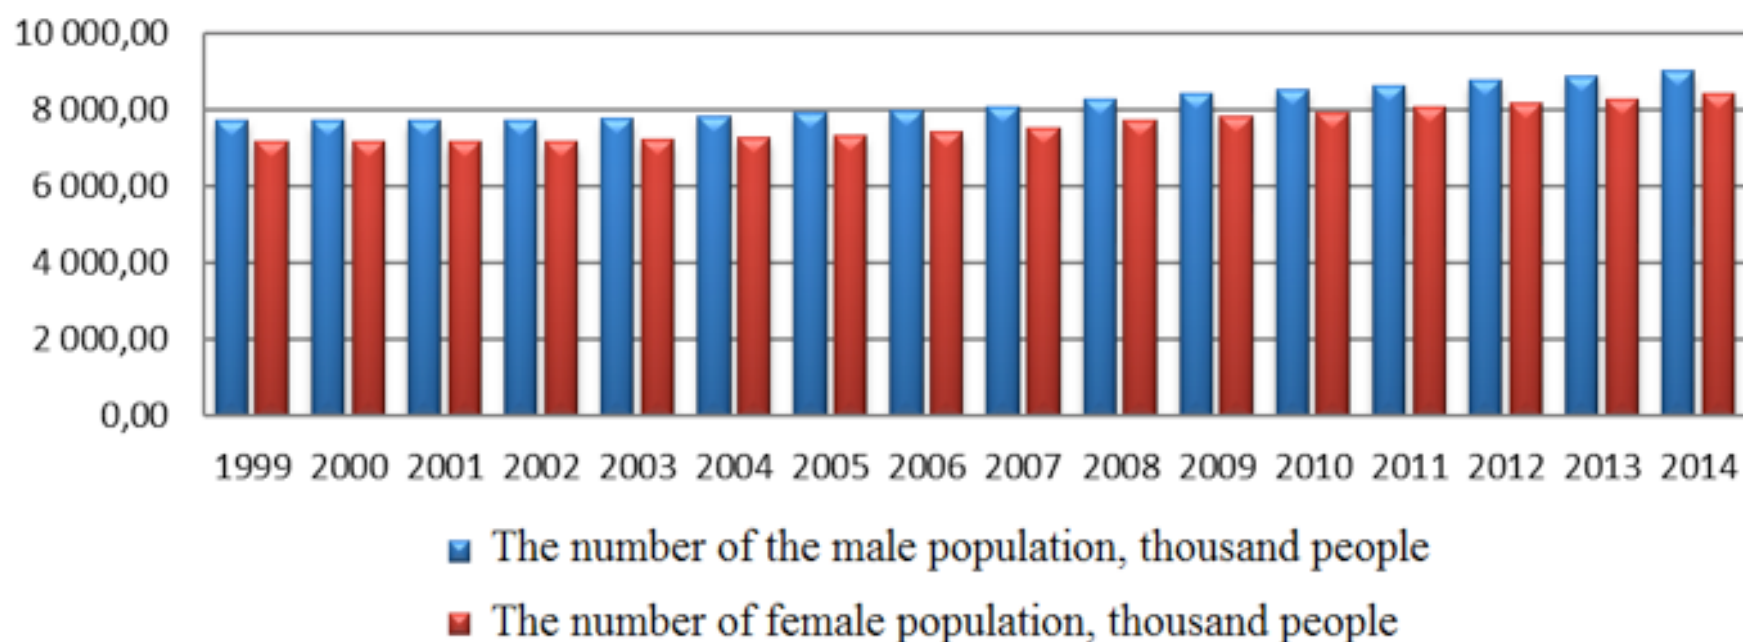 10 000,00
8 000,00
6 000,00
4 000,00
2 000,00
0,00
1999 2000 2001 2002 2003 2004 2005 2006 2007 2008 2009 2010 2011 2012 2013 2014
The number of the male population, thousand people
The number of female population, thousand people